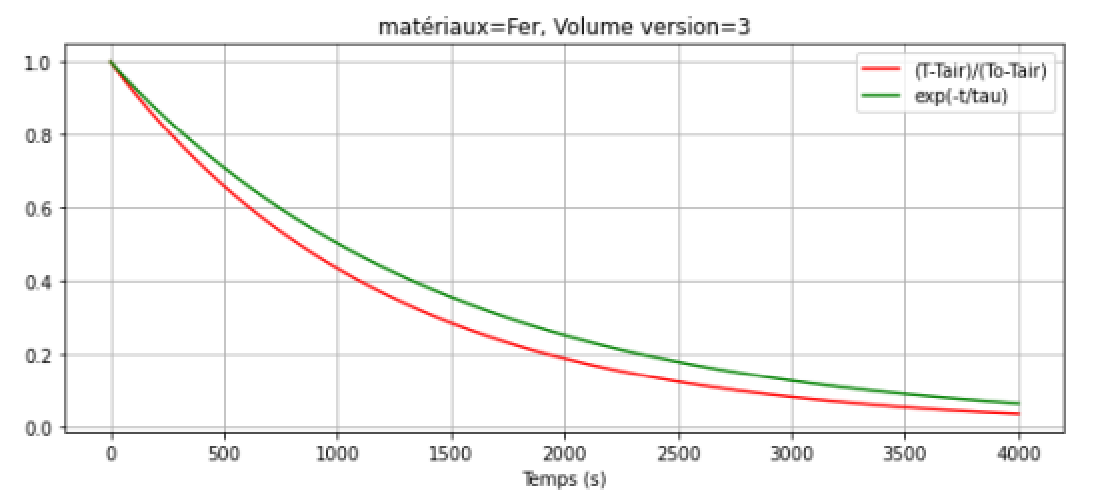 matériaux=Fer, Volume version=3
1.0
0.8
0.6
0.4
0.2
0.0
(T-Tair)/(To-Tair)
exp(-t/tau)
0 500 1000 1500 2000 2500 3000 3500 4000
Temps (s)